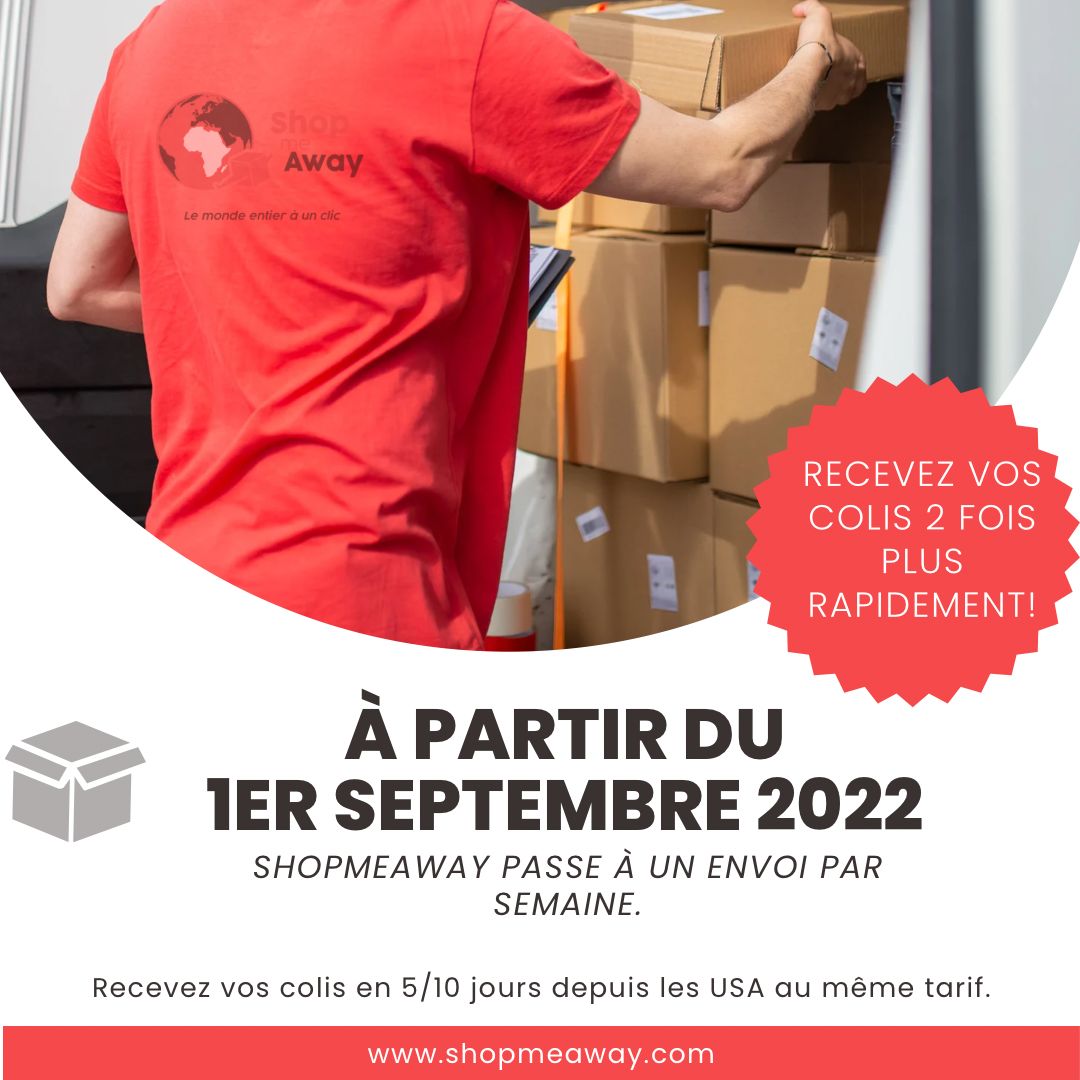 Shop
me
Away
Le monde entier à un clic
RECEVEZ VOS
COLIS 2 FOIS
PLUS
RAPIDEMENT!
À PARTIR DU
1ER SEPTEMBRE 2022
SHOPMEAWAY PASSE À UN ENVOI PAR
SEMAINE.
Recevez vos colis en 5/10 jours depuis les USA au même tarif.
www.shopmeaway.com